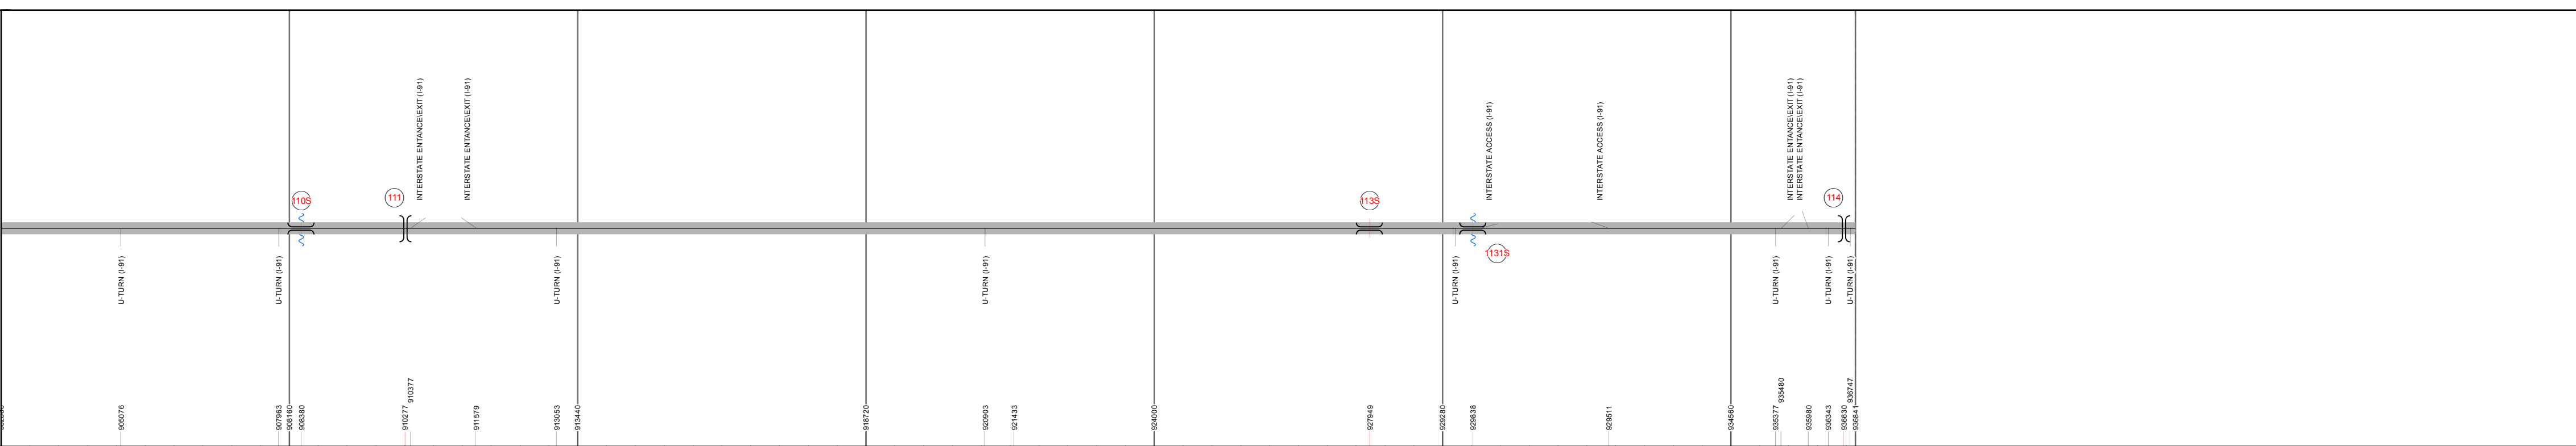 INTERSTATE ENTANCE\EXIT (I-91)
INTERSTATE ENTANCE\EXIT (I-91)
INTERSTATE ACCESS (I-91)
INTERSTATE ACCESS (I-91)
INTERSTATE ENTANCE\EXIT (I-91)
INTERSTATE ENTANCE\EXIT (I-91)
110S
111
113S
114
1131S
U-TURN (I-91)
U-TURN (I-91)
U-TURN (I-91)
U-TURN (I-91)
U-TURN (I-91)
U-TURN (I-91)
U-TURN (I-91)
U-TURN (I-91)
905076
907963
908160
908380
910277
910377
911579
913053
913440
918720
920903
921433
924000
927949
929280
929838
929511
934560
935377
935480
935980
936343
936630
936747
936841